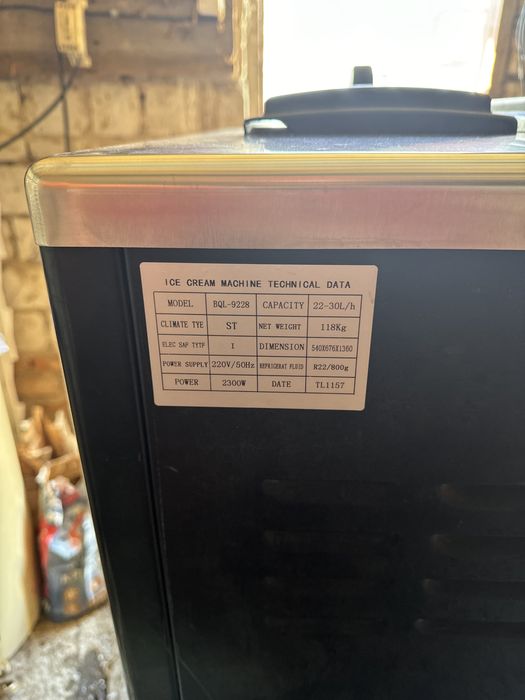 ICE CREAM MACHINE TECHNICAL DATA
MODEL BQL-9228 CAPACITY 22-30L/h
CLIMATE TYE ST NET WEIGHT 118Kg
ELEC SAF TYTP I DIMENSION 540X676X1360
POWER SUPPLY 220V/50Hz REFRIGERAT FLUID R22/800g
POWER 2300W DATE TL1157